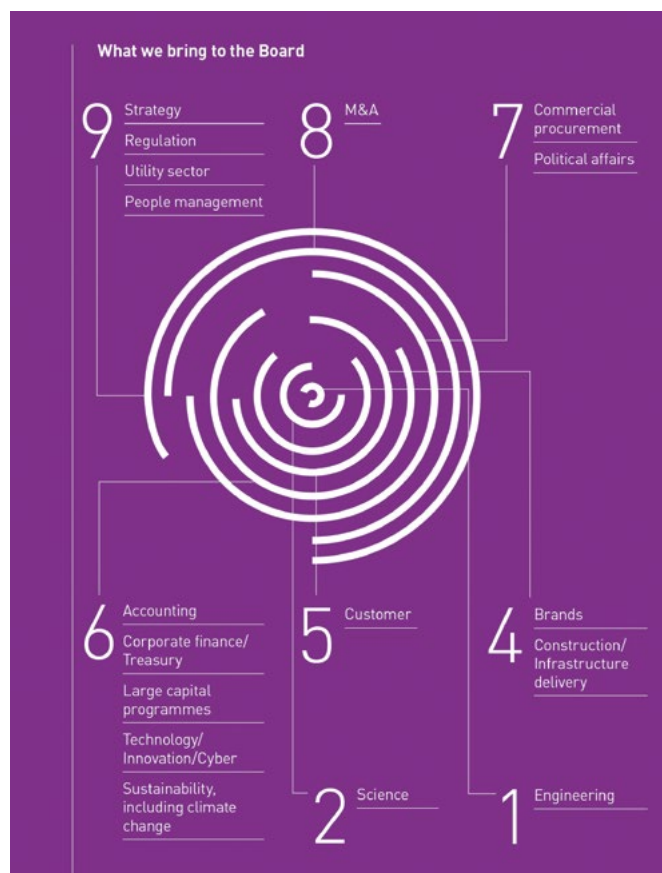 What we bring to the Board
9
Strategy
Regulation
Utility sector
People management
8
M&A
7
Commercial
procurement
Political affairs
6
Accounting
Corporate finance/
Treasury
Large capital
programmes
Technology/
Innovation/Cyber
Sustainability,
including climate
change
5
Customer
4
Brands
Construction/
Infrastructure
delivery
2
Science
1
Engineering